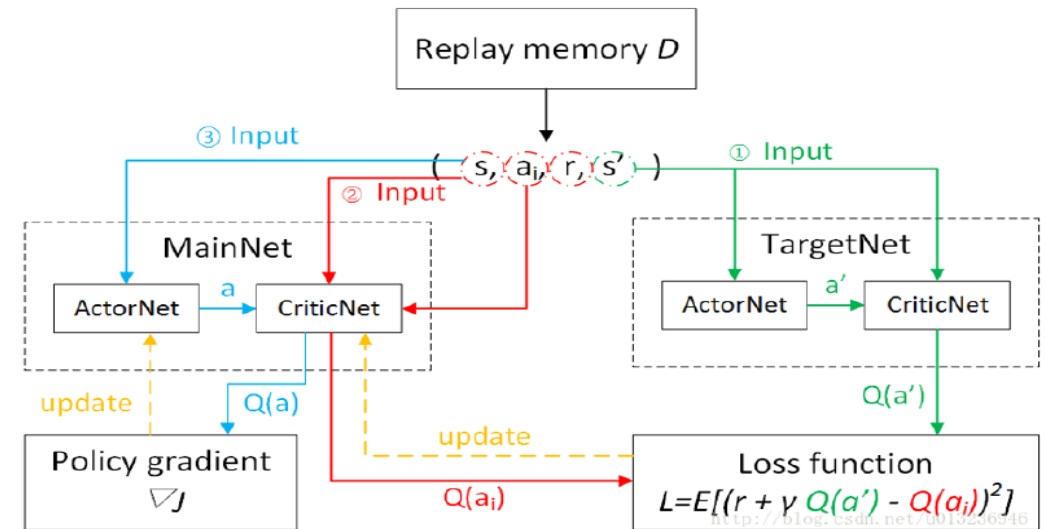 Replay memory D
③ Input
( s, aᵢ, r, s’ )
① Input
② Input
MainNet
TargetNet
ActorNet
a
CriticNet
ActorNet
a’
CriticNet
update
Q(a)
Q(a’)
update
Policy gradient
▽J
Q(aᵢ)
Loss function
L=E[(r + γ Q(a’) - Q(aᵢ))²]
http://blog.csdn.net/u013236946